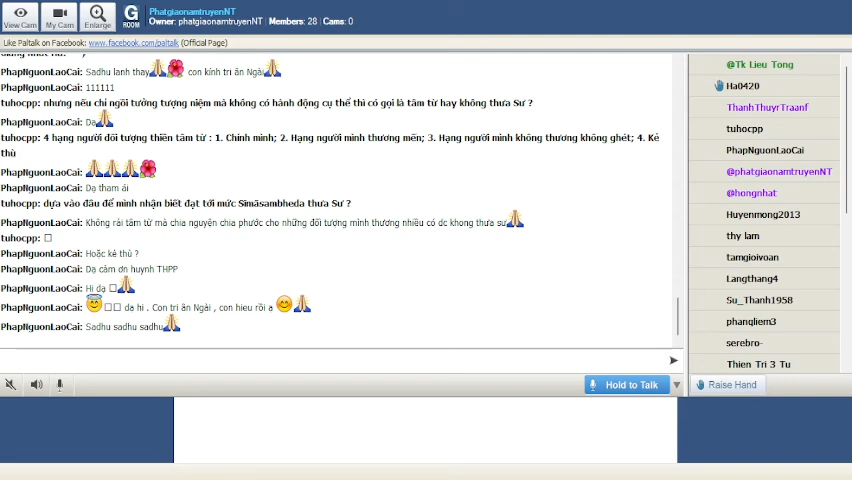 View Cam
My Cam
Enlarge
G
ROOM
PhatgiaonamtruyenNT
Owner: phatgiaonamtruyenNT | Members: 28 | Cams: 0
Like Paltalk on Facebook: www.facebook.com/paltalk (Official Page)
PhapNguonLaoCai: Sadhu lanh thay con kính tri ân Ngài
PhapNguonLaoCai: 111111
tuhocpp: nhưng nếu chỉ ngồi tưởng tượng niệm mà không có hành động cụ thể thì có gọi là tâm từ hay không thưa Sư ?
PhapNguonLaoCai: Da
tuhocpp: 4 hạng người đối tượng thiền tâm từ : 1. Chính mình; 2. Hạng người mình thương mến; 3. Hạng người mình không thương không ghét; 4. Kẻ
thù
PhapNguonLaoCai:
PhapNguonLaoCai: Dạ tham ái
tuhocpp: dựa vào đâu để mình nhận biết đạt tới mức Sīmāsambheda thưa Sư ?
PhapNguonLaoCai: Không rải tâm từ mà chia nguyện chia phước cho những đối tượng mình thương nhiều có dc khong thưa sư
tuhocpp:
PhapNguonLaoCai: Hoặc kẻ thù ?
PhapNguonLaoCai: Dạ cảm ơn huynh THPP
PhapNguonLaoCai: Hi dạ
PhapNguonLaoCai: dạ hi . Con tri ân Ngài , con hieu rồi ạ
PhapNguonLaoCai: Sadhu sadhu sadhu
Hold to Talk
@Tk Lieu Tong
Ha0420
ThanhThuyrTraanf
tuhocpp
PhapNguonLaoCai
@phatgiaonamtruyenNT
@hongnhat
Huyenmong2013
thy lam
tamgioivoan
Langthang4
Su_Thanh1958
phanqliem3
serebro-
Thien Tri 3 Tu
Raise Hand